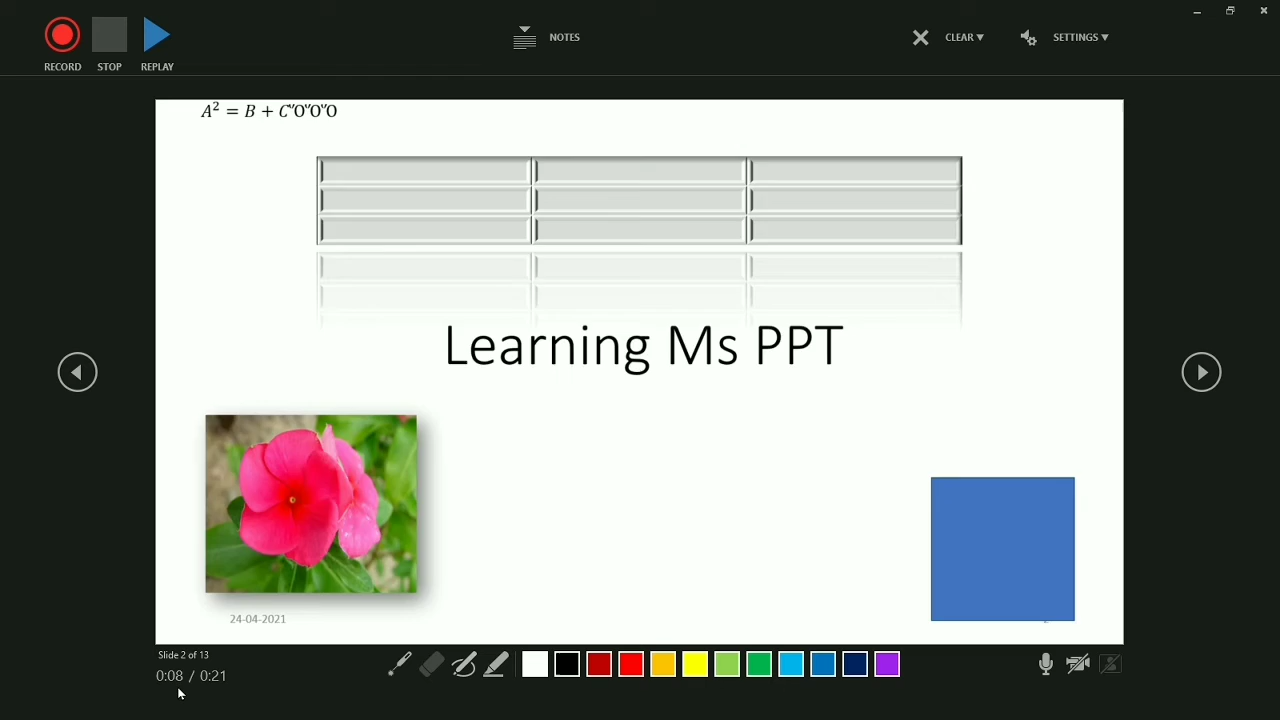 RECORD STOP REPLAY
NOTES
CLEAR
SETTINGS
A² = B + C"O"O"O
Learning Ms PPT
24-04-2021
Slide 2 of 13
0:08 / 0:21